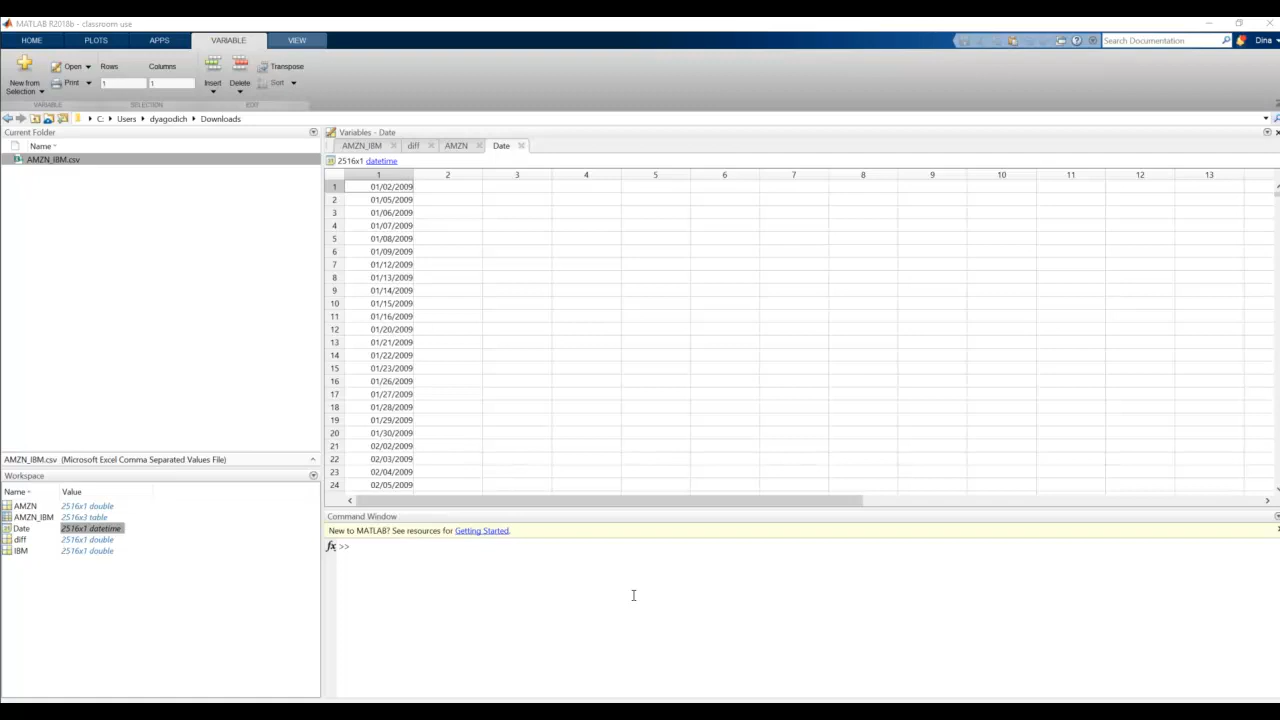 MATLAB R2018b - classroom use
HOME PLOTS APPS VARIABLE VIEW Search Documentation Dina
New from Selection Open Print Rows Columns 1 1 Insert Delete Transpose Sort
VARIABLE SELECTION EDIT
C: Users dyagodich Downloads
Current Folder
Name
AMZN_IBM.csv
AMZN_IBM.csv (Microsoft Excel Comma Separated Values File)
Workspace
Name Value
AMZN 2516x1 double
AMZN_IBM 2516x3 table
Date 2516x1 datetime
diff 2516x1 double
IBM 2516x1 double
Variables - Date
AMZN_IBM diff AMZN Date
2516x1 datetime
1 2 3 4 5 6 7 8 9 10 11 12 13
1 01/02/2009
2 01/05/2009
3 01/06/2009
4 01/07/2009
5 01/08/2009
6 01/09/2009
7 01/12/2009
8 01/13/2009
9 01/14/2009
10 01/15/2009
11 01/16/2009
12 01/20/2009
13 01/21/2009
14 01/22/2009
15 01/23/2009
16 01/26/2009
17 01/27/2009
18 01/28/2009
19 01/29/2009
20 01/30/2009
21 02/02/2009
22 02/03/2009
23 02/04/2009
24 02/05/2009
Command Window
New to MATLAB? See resources for Getting Started.
fx >>